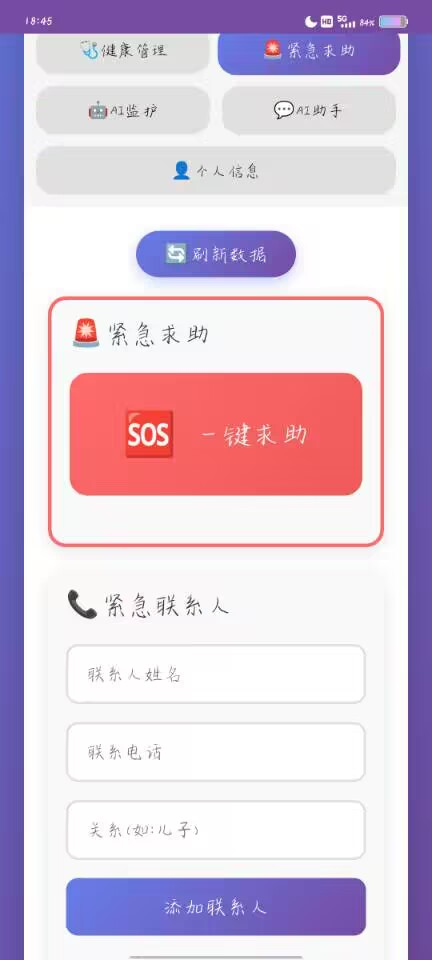 18:45 HD 5G 84%
健康管理 紧急求助
AI监护 AI助手
个人信息
刷新数据
紧急求助
SOS 一键求助
紧急联系人
联系人姓名
联系电话
关系(如:儿子)
添加联系人